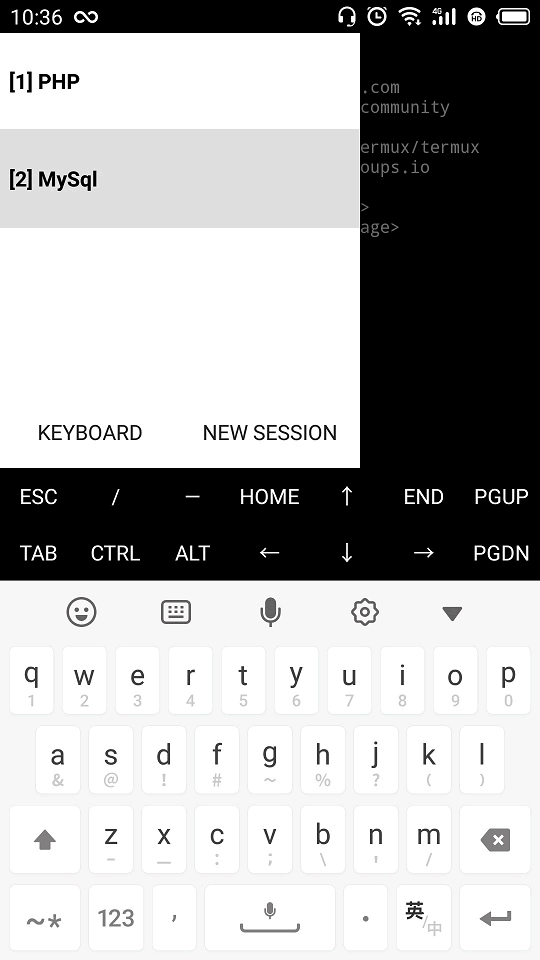 10:36
4G
HD
[1] PHP
.com
community
[2] MySql
ermux/termux
oups.io
>
age>
KEYBOARD NEW SESSION
ESC / — HOME ↑ END PGUP
TAB CTRL ALT ← ↓ → PGDN
q w e r t y u i o p
1 2 3 4 5 6 7 8 9 0
a s d f g h j k l
& @ ! # ~ % ? ( )
z x c v b n m
- _ : ; \ ' /
~* 123 , . 英/中